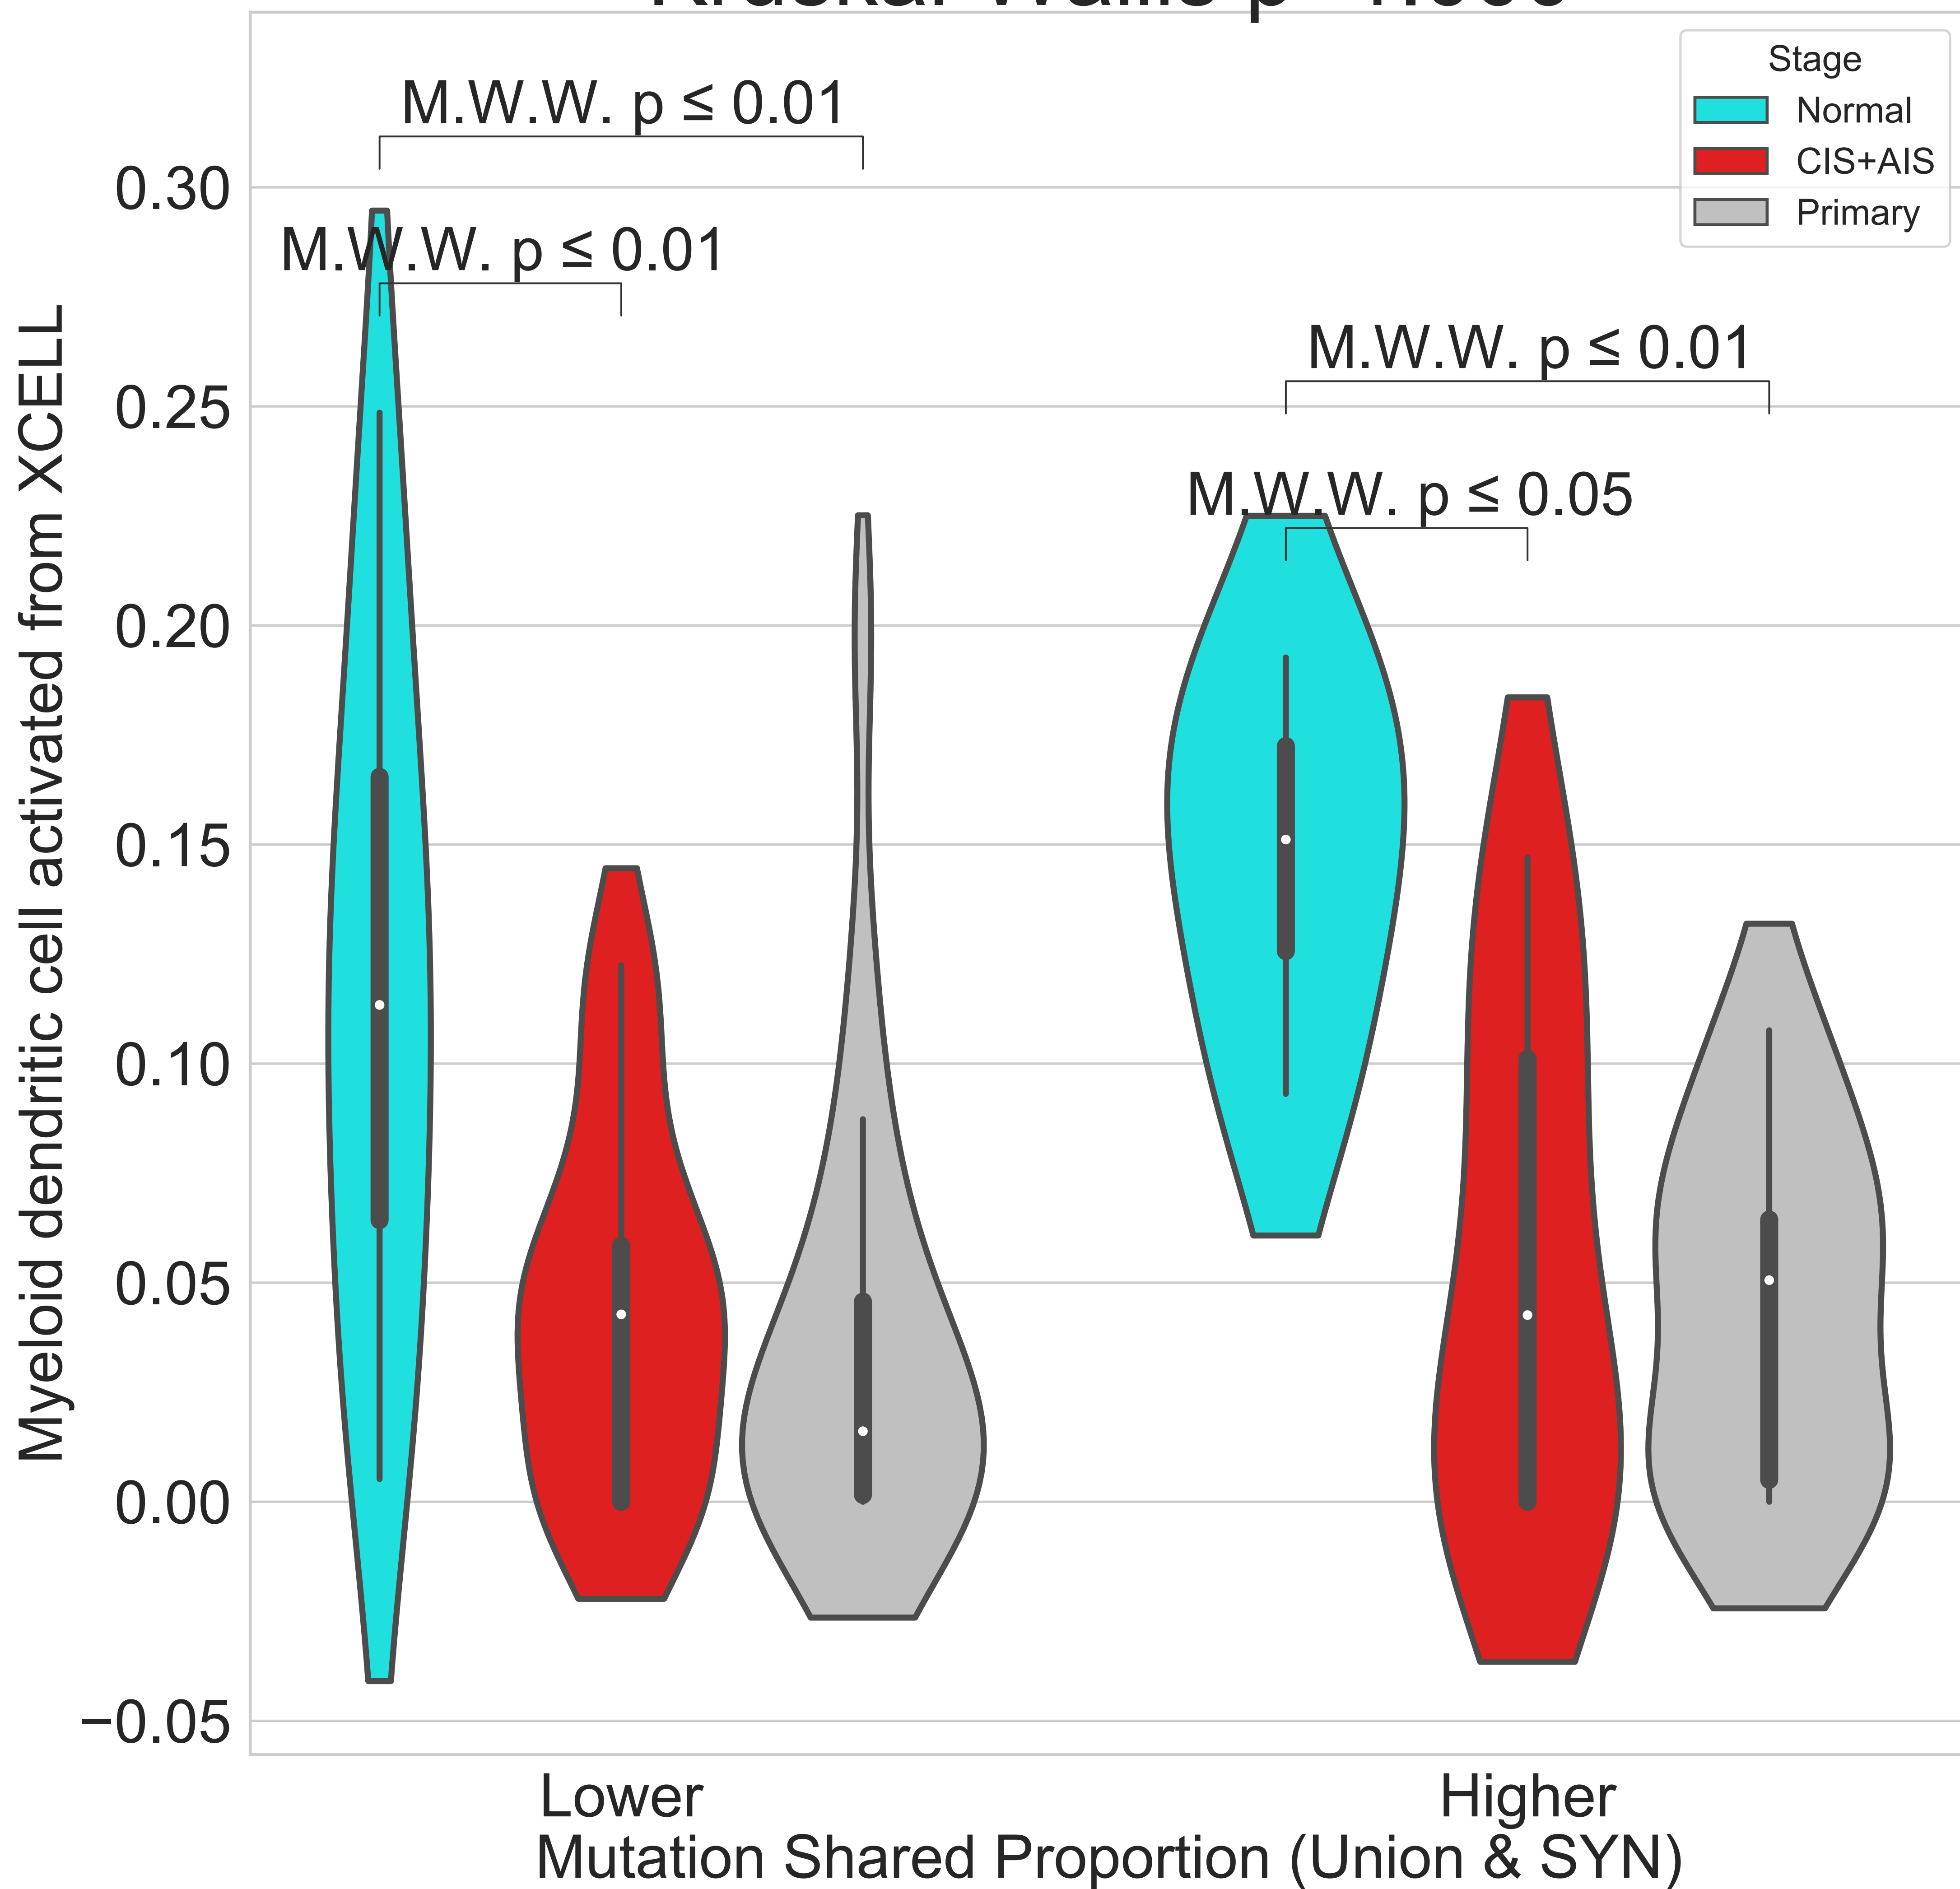 Stage
Normal
CIS+AIS
Primary
M.W.W. p ≤ 0.01
M.W.W. p ≤ 0.01
M.W.W. p ≤ 0.01
M.W.W. p ≤ 0.05
Myeloid dendritic cell activated from XCELL
0.30
0.25
0.20
0.15
0.10
0.05
0.00
−0.05
Lower
Higher
Mutation Shared Proportion (Union & SYN)